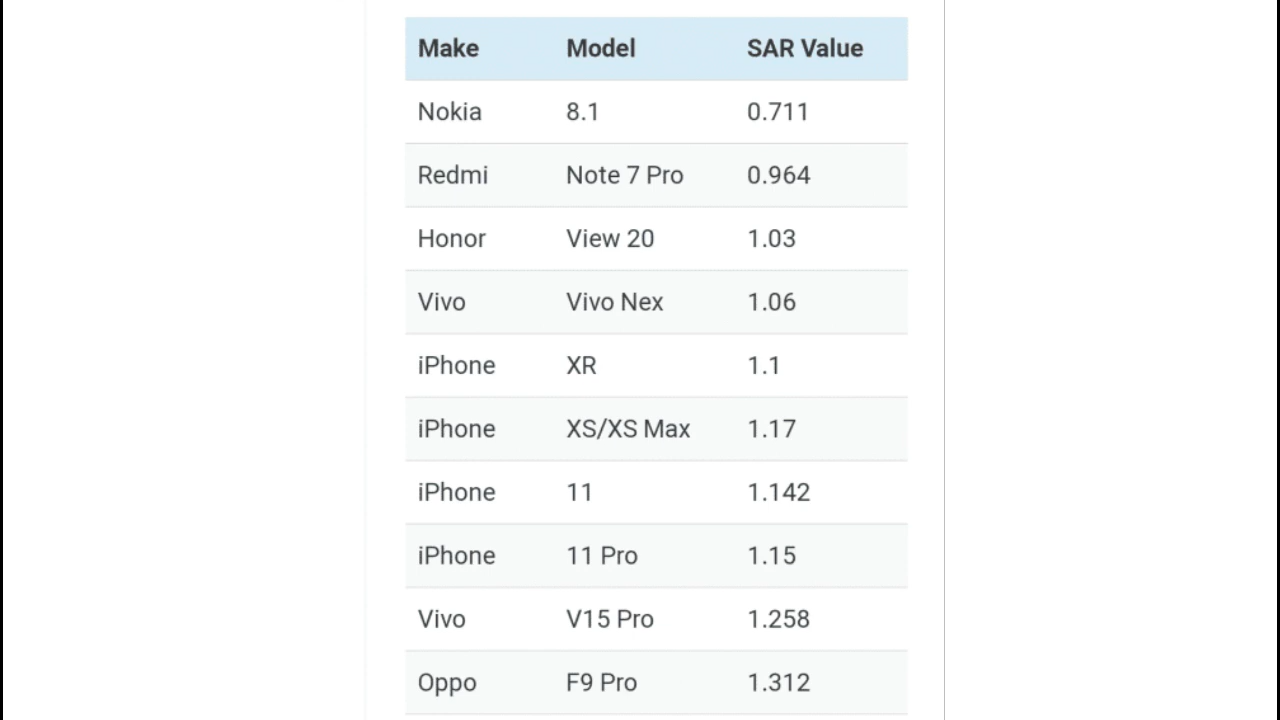 Make Model SAR Value
Nokia 8.1 0.711
Redmi Note 7 Pro 0.964
Honor View 20 1.03
Vivo Vivo Nex 1.06
iPhone XR 1.1
iPhone XS/XS Max 1.17
iPhone 11 1.142
iPhone 11 Pro 1.15
Vivo V15 Pro 1.258
Oppo F9 Pro 1.312